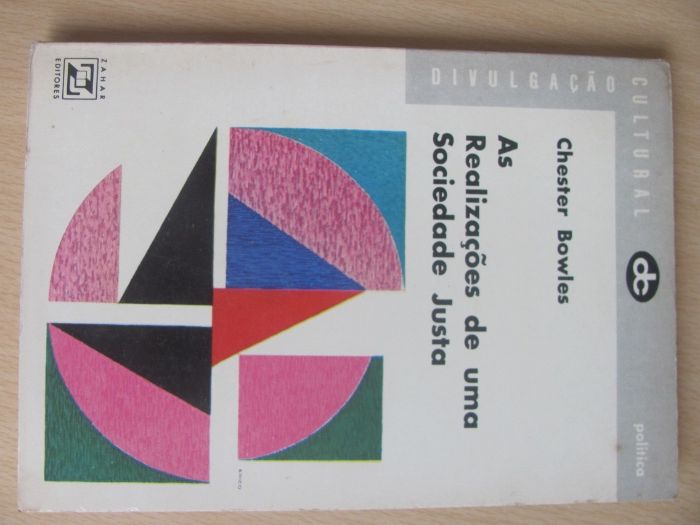 DIVULGAÇÃO
CULTURAL
política
Chester Bowles
As
Realizações de uma
Sociedade Justa
ZAHAR
EDITORES